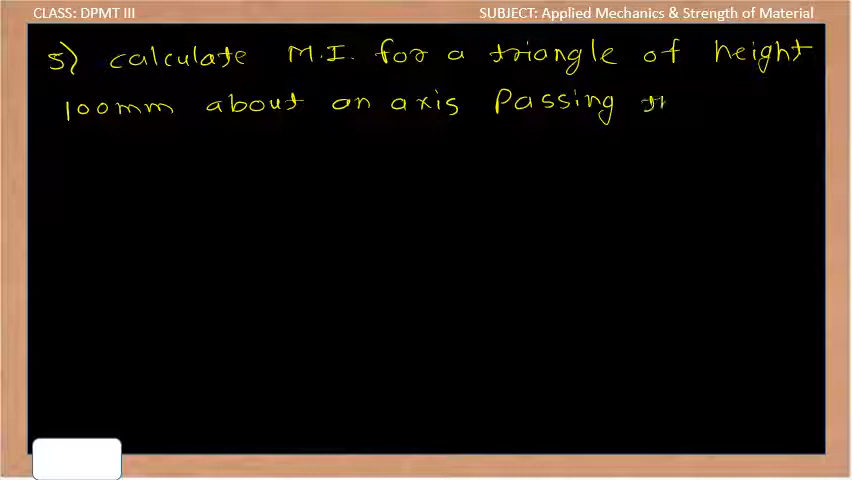 CLASS: DPMT III
SUBJECT: Applied Mechanics & Strength of Material
5) calculate M.I. for a triangle of height
100mm about an axis Passing th